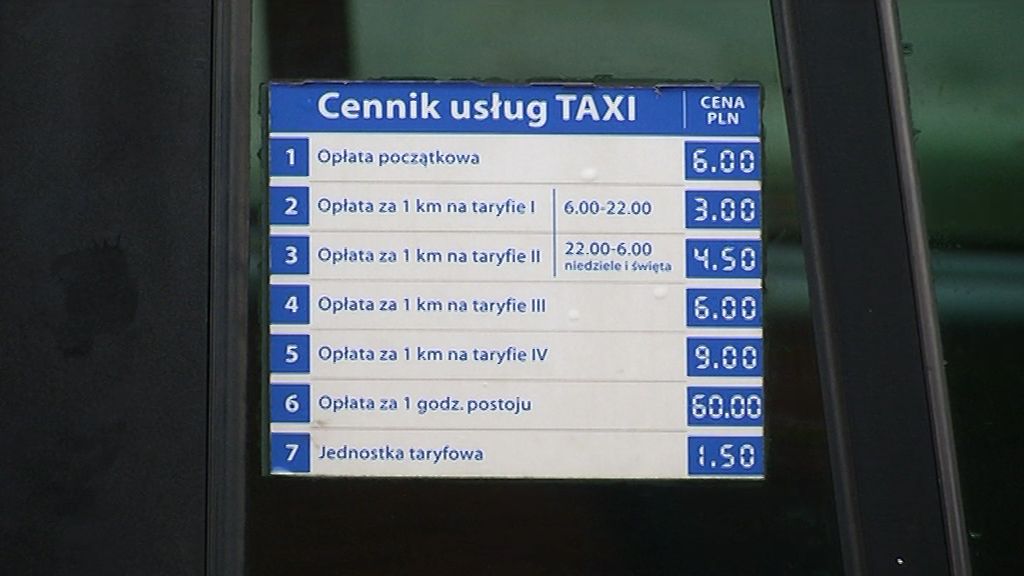 Cennik usług TAXI CENA PLN
1 Opłata początkowa 6.00
2 Opłata za 1 km na taryfie I 6.00-22.00 3.00
3 Opłata za 1 km na taryfie II 22.00-6.00 niedziele i święta 4.50
4 Opłata za 1 km na taryfie III 6.00
5 Opłata za 1 km na taryfie IV 9.00
6 Opłata za 1 godz. postoju 60.00
7 Jednostka taryfowa 1.50